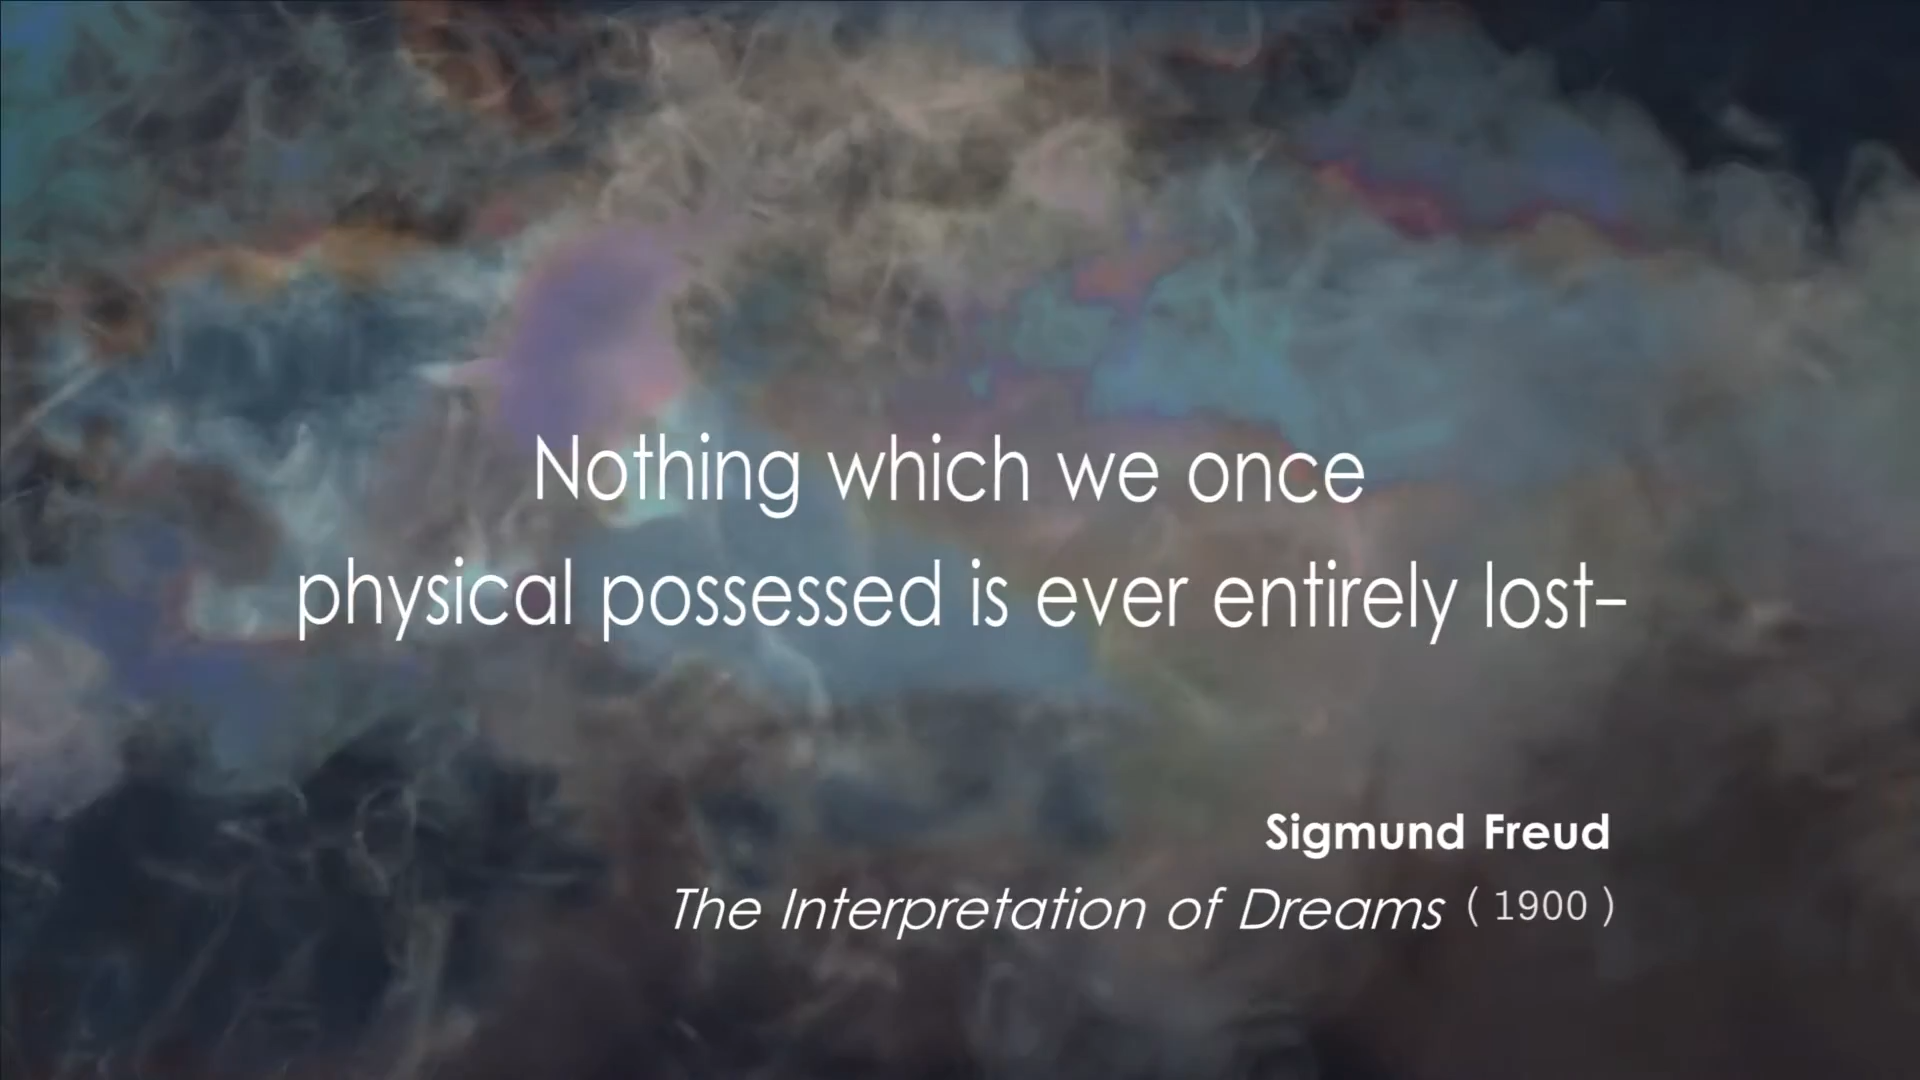 Nothing which we once
physical possessed is ever entirely lost–
Sigmund Freud
The Interpretation of Dreams ( 1900 )